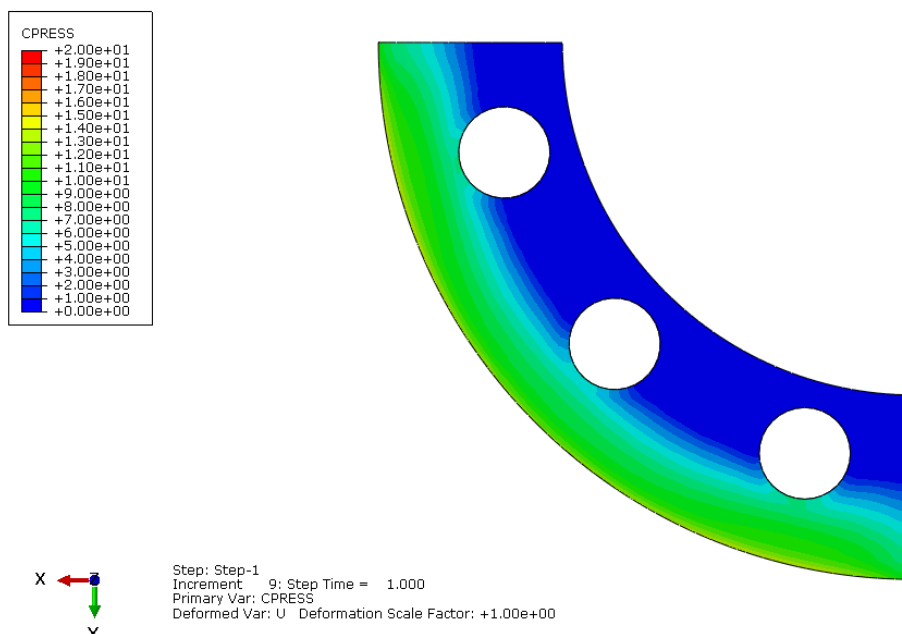 CPRESS
+2.00e+01
+1.90e+01
+1.80e+01
+1.70e+01
+1.60e+01
+1.50e+01
+1.40e+01
+1.30e+01
+1.20e+01
+1.10e+01
+1.00e+01
+9.00e+00
+8.00e+00
+7.00e+00
+6.00e+00
+5.00e+00
+4.00e+00
+3.00e+00
+2.00e+00
+1.00e+00
+0.00e+00
X
Step: Step-1
Increment 9: Step Time = 1.000
Primary Var: CPRESS
Deformed Var: U Deformation Scale Factor: +1.00e+00